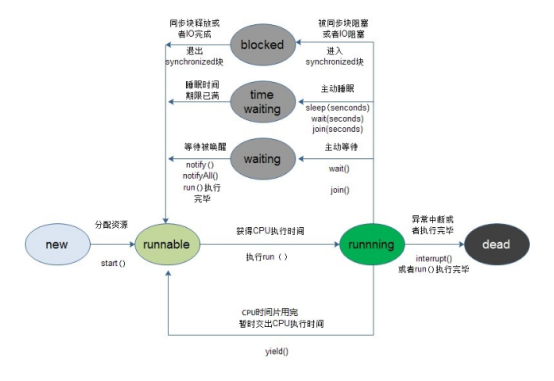 同步块释放或
者IO完成
退出
synchronized块
blocked
被同步块阻塞
或者IO阻塞
进入
synchronized块
睡眠时间
期限已满
time
waiting
主动睡眠
sleep(senconds)
wait(seconds)
join(seconds)
等待被唤醒
notify()
notifyAll()
run()执行
完毕
waiting
主动等待
wait()
join()
new
分配资源
start()
runnable
获得CPU执行时间
执行run（）
runnning
异常中断或
者执行完毕
interrupt()
或者run()执行完毕
dead
CPU时间片用完
暂时交出CPU执行时间
yield()